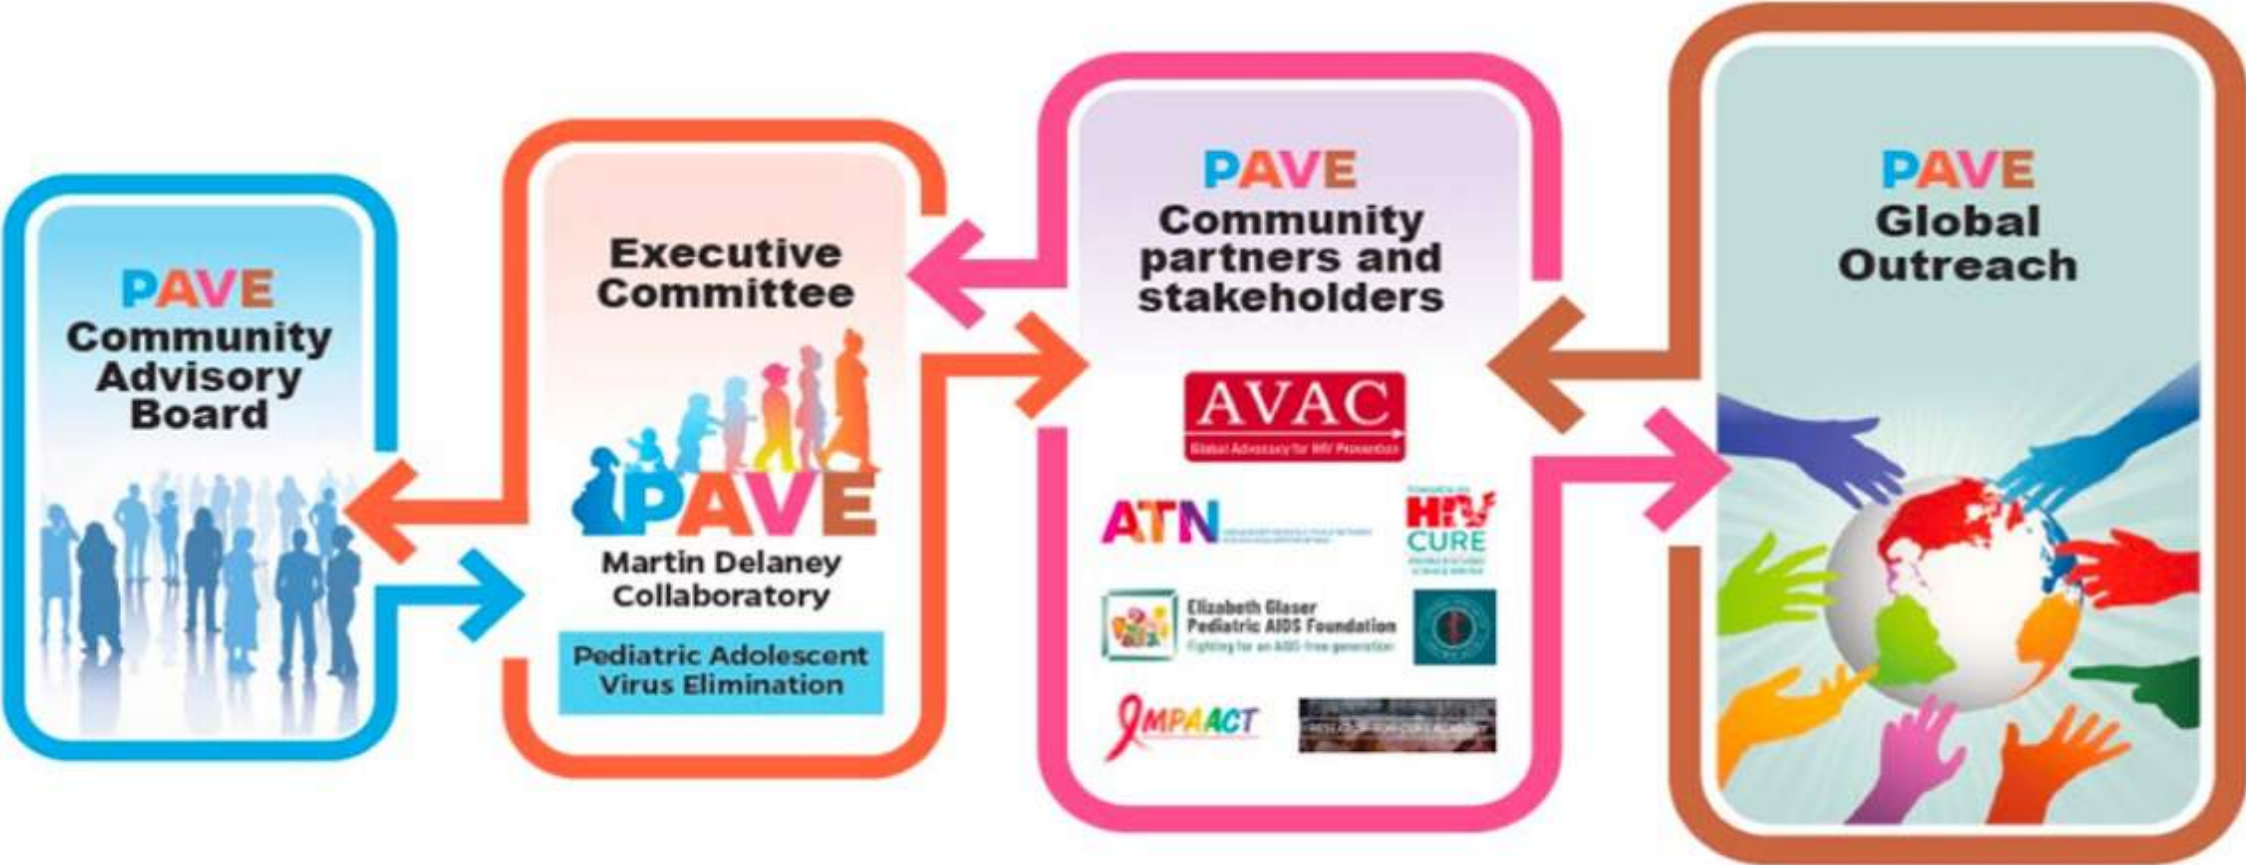 PAVE
Community
Advisory
Board
Executive
Committee
PAVE
Martin Delaney
Collaboratory
Pediatric Adolescent
Virus Elimination
PAVE
Community
partners and
stakeholders
AVAC
Global Advocacy for HIV Prevention
ATN
HIV
CURE
Elizabeth Glaser
Pediatric AIDS Foundation
Fighting for an AIDS-free generation
IMPAACT
PAVE
Global
Outreach